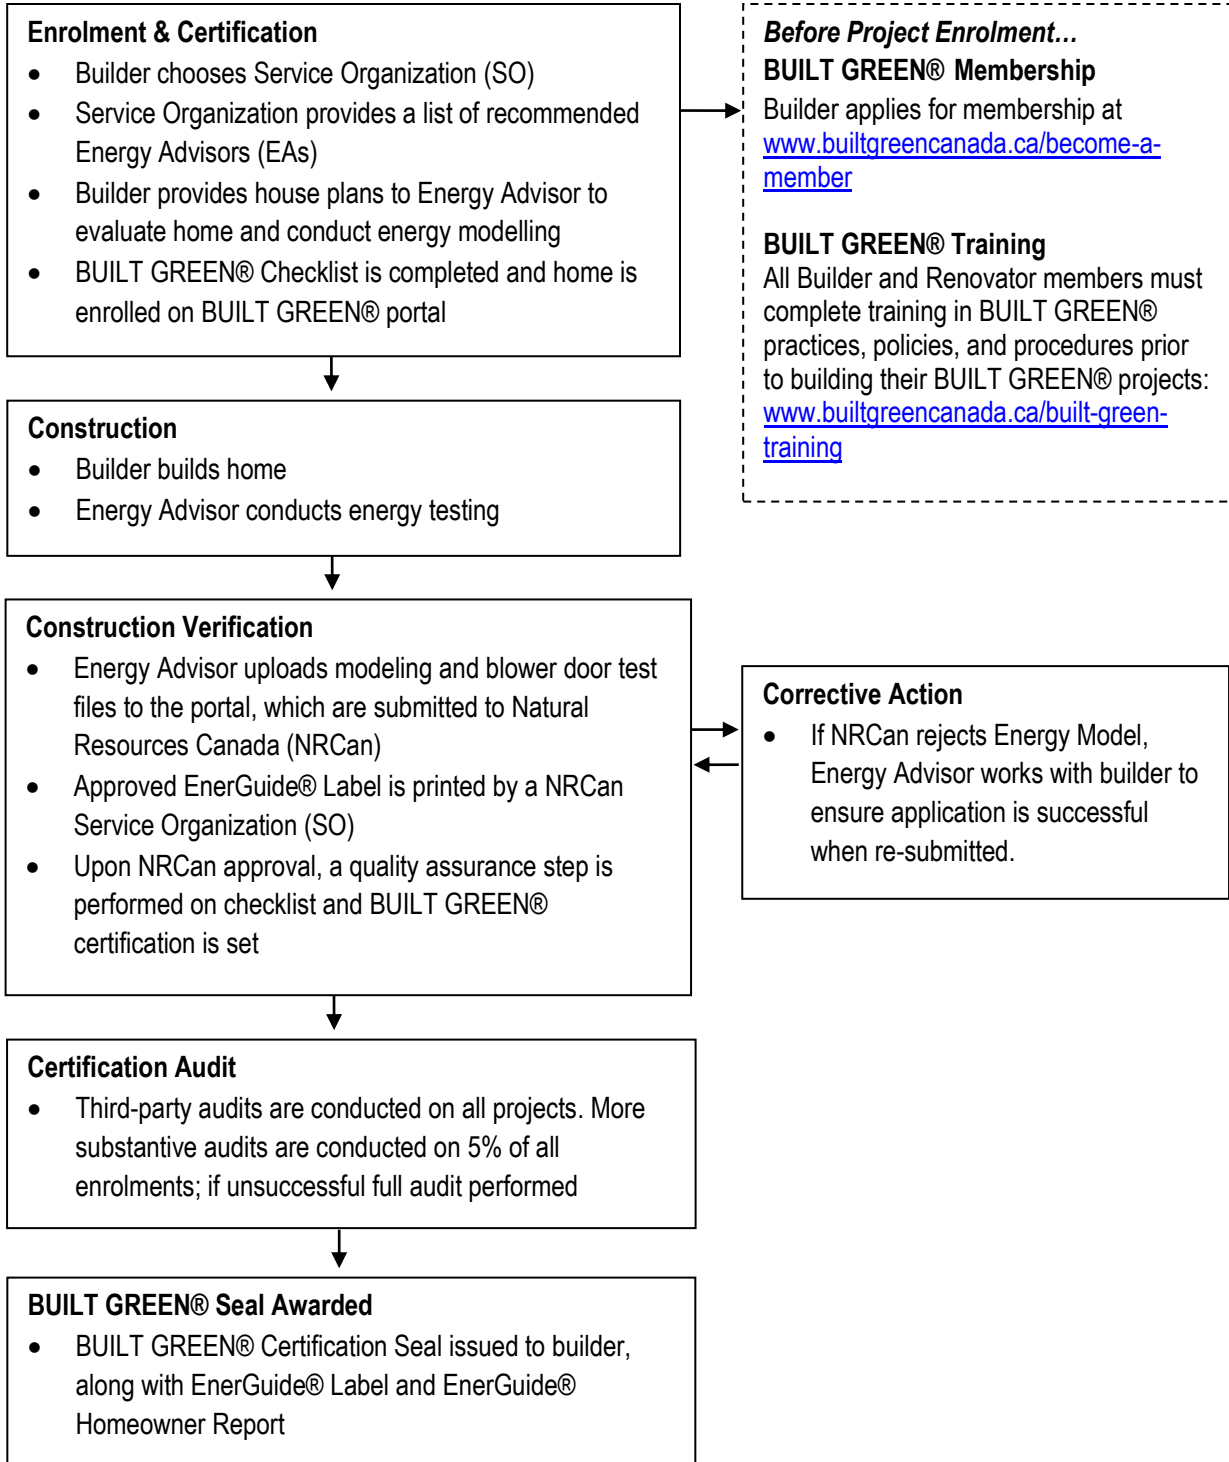 Enrolment & Certification
• Builder chooses Service Organization (SO)
• Service Organization provides a list of recommended
Energy Advisors (EAs)
• Builder provides house plans to Energy Advisor to
evaluate home and conduct energy modelling
• BUILT GREEN® Checklist is completed and home is
enrolled on BUILT GREEN® portal
Before Project Enrolment…
BUILT GREEN® Membership
Builder applies for membership at
www.builtgreencanada.ca/become-a-
member
BUILT GREEN® Training
All Builder and Renovator members must
complete training in BUILT GREEN®
practices, policies, and procedures prior
to building their BUILT GREEN® projects:
www.builtgreencanada.ca/built-green-
training
Construction
• Builder builds home
• Energy Advisor conducts energy testing
Construction Verification
• Energy Advisor uploads modeling and blower door test
files to the portal, which are submitted to Natural
Resources Canada (NRCan)
• Approved EnerGuide® Label is printed by a NRCan
Service Organization (SO)
• Upon NRCan approval, a quality assurance step is
performed on checklist and BUILT GREEN®
certification is set
Corrective Action
• If NRCan rejects Energy Model,
Energy Advisor works with builder to
ensure application is successful
when re-submitted.
Certification Audit
• Third-party audits are conducted on all projects. More
substantive audits are conducted on 5% of all
enrolments; if unsuccessful full audit performed
BUILT GREEN® Seal Awarded
• BUILT GREEN® Certification Seal issued to builder,
along with EnerGuide® Label and EnerGuide®
Homeowner Report